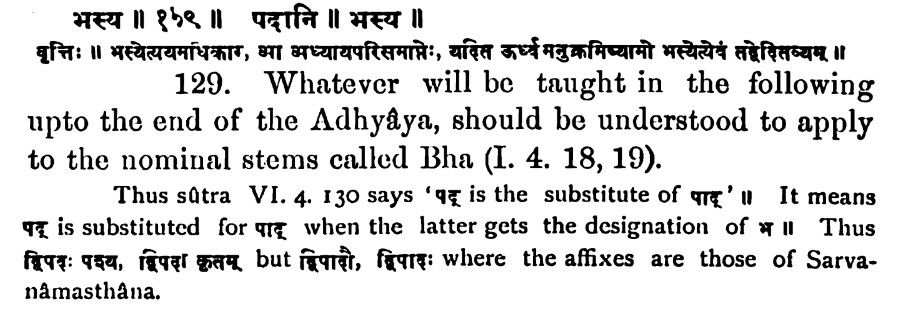 भस्य ॥ १२९ ॥ पदानि ॥ भस्य ॥
वृत्तिः ॥ भस्येत्ययमधिकार, आ अध्यायपरिसमाप्तेः, यदित ऊर्ध्वमनुक्रमिष्यामो भस्येत्येवं तद्वेदितव्यम् ॥
129. Whatever will be taught in the following
upto the end of the Adhyâya, should be understood to apply
to the nominal stems called Bha (I. 4. 18, 19).
Thus sûtra VI. 4. 130 says ‘पद् is the substitute of पाद्’ ॥ It means
पद् is substituted for पाद् when the latter gets the designation of भ ॥ Thus
द्विपदः पश्य, द्विपदा कृतम् but द्विपादौ, द्विपादः where the affixes are those of Sarva-
nâmasthâna.